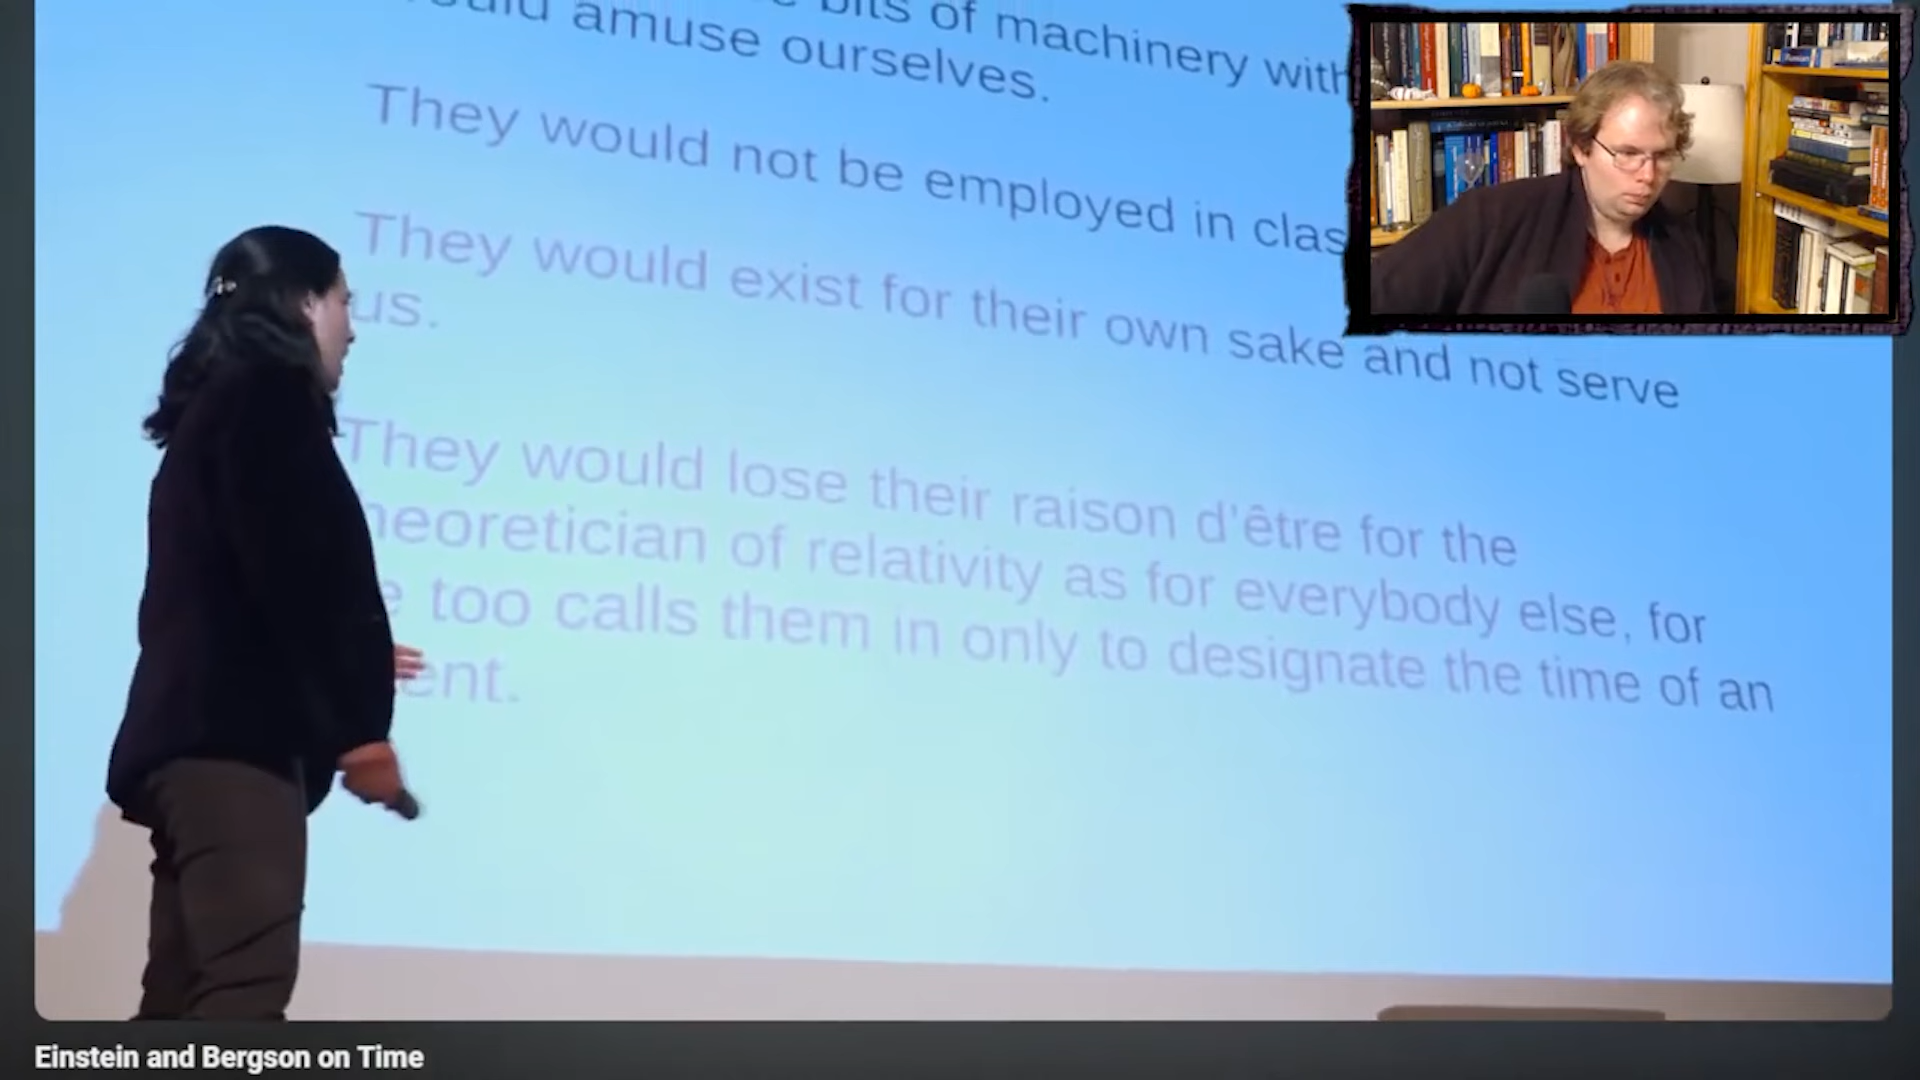 bits of machinery with
amuse ourselves.
They would not be employed in clas
They would exist for their own sake and not serve
us.
They would lose their raison d'être for the
heoretician of relativity as for everybody else, for
e too calls them in only to designate the time of an
ent.
Einstein and Bergson on Time